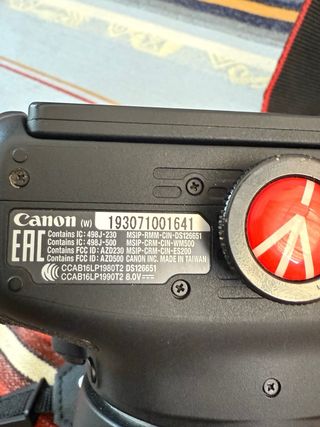 Canon (W) 193071001641
EAC Contains IC: 498J-230 MSIP-RMM-CIN-DS126651
Contains IC: 498J-500 MSIP-CRM-CIN-WM500
Contains FCC ID: AZD230 MSIP-CRM-CIN-ES200
Contains FCC ID: AZD500 CANON INC. MADE IN TAIWAN
CCAB16LP1980T2 DS126651
CCAB16LP1990T2 8.0V